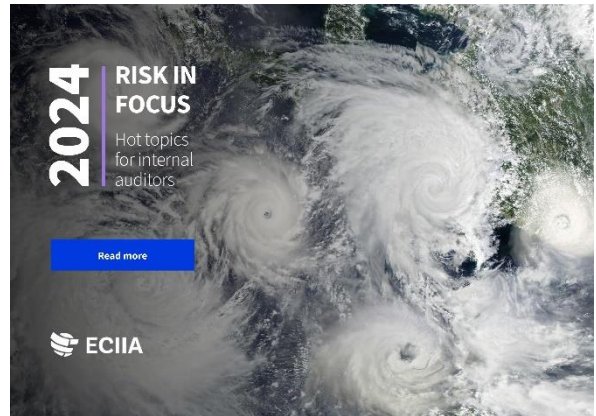 2024
RISK IN
FOCUS
Hot topics
for internal
auditors
Read more
ECIIA